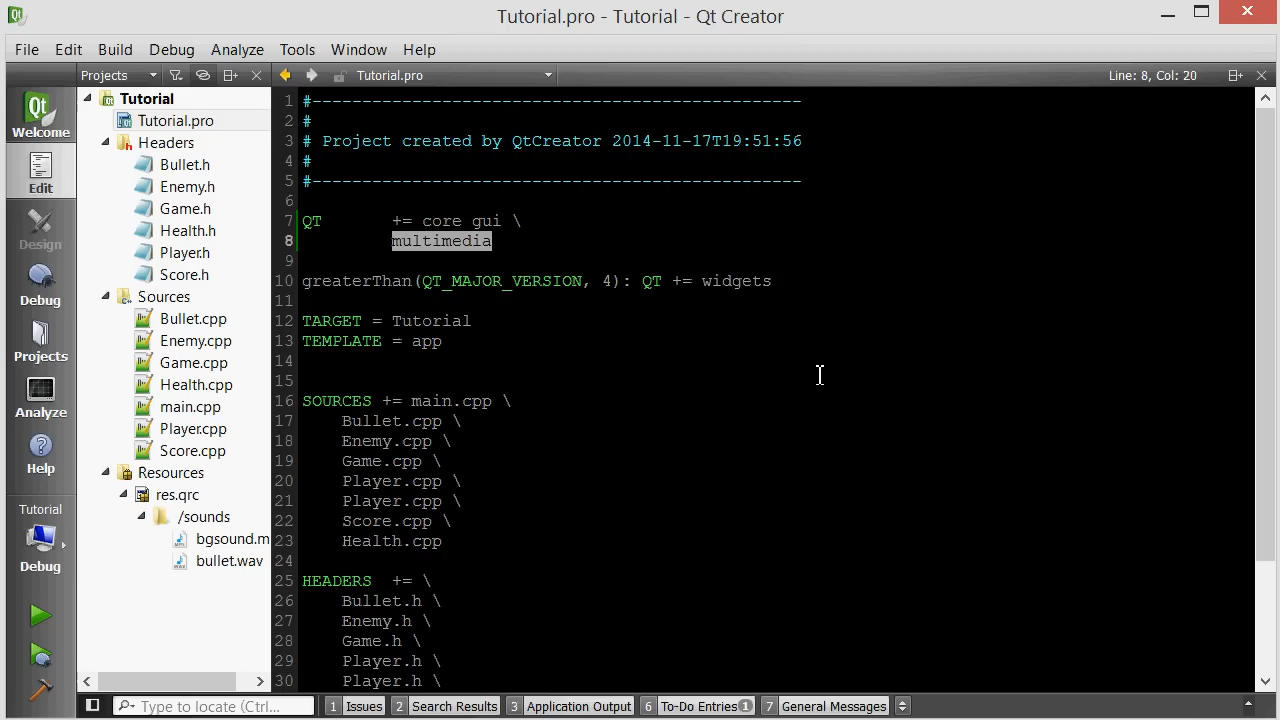 Tutorial.pro - Tutorial - Qt Creator
File Edit Build Debug Analyze Tools Window Help
Projects
Tutorial.pro
Line: 8, Col: 20
Qt
Welcome
Edit
Design
Debug
Projects
Analyze
Help
Tutorial
Debug
Tutorial
Tutorial.pro
Headers
Bullet.h
Enemy.h
Game.h
Health.h
Player.h
Score.h
Sources
Bullet.cpp
Enemy.cpp
Game.cpp
Health.cpp
main.cpp
Player.cpp
Score.cpp
Resources
res.qrc
/sounds
bgsound.m
bullet.wav
1 #-------------------------------------------------
2 #
3 # Project created by QtCreator 2014-11-17T19:51:56
4 #
5 #-------------------------------------------------
6
7 QT += core gui \
8 multimedia
9
10 greaterThan(QT_MAJOR_VERSION, 4): QT += widgets
11
12 TARGET = Tutorial
13 TEMPLATE = app
14
15
16 SOURCES += main.cpp \
17 Bullet.cpp \
18 Enemy.cpp \
19 Game.cpp \
20 Player.cpp \
21 Player.cpp \
22 Score.cpp \
23 Health.cpp
24
25 HEADERS += \
26 Bullet.h \
27 Enemy.h \
28 Game.h \
29 Player.h \
30 Player.h \
Type to locate (Ctrl...
1 Issues 2 Search Results 3 Application Output 6 To-Do Entries 1 7 General Messages